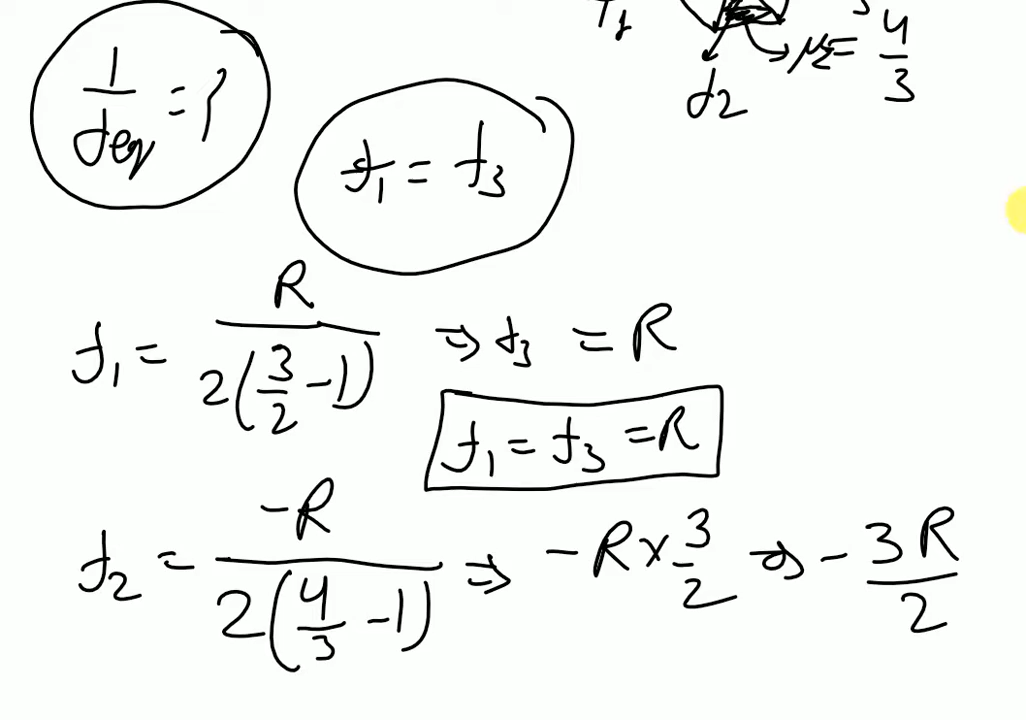 1/feq = ?
f2
μ2 = 4/3
f1 = f3
f1 = R/2(3/2 - 1) ⇒ f3 = R
f1 = f3 = R
f2 = -R/2(4/3 - 1) ⇒ -R × 3/2 ⇒ -3R/2